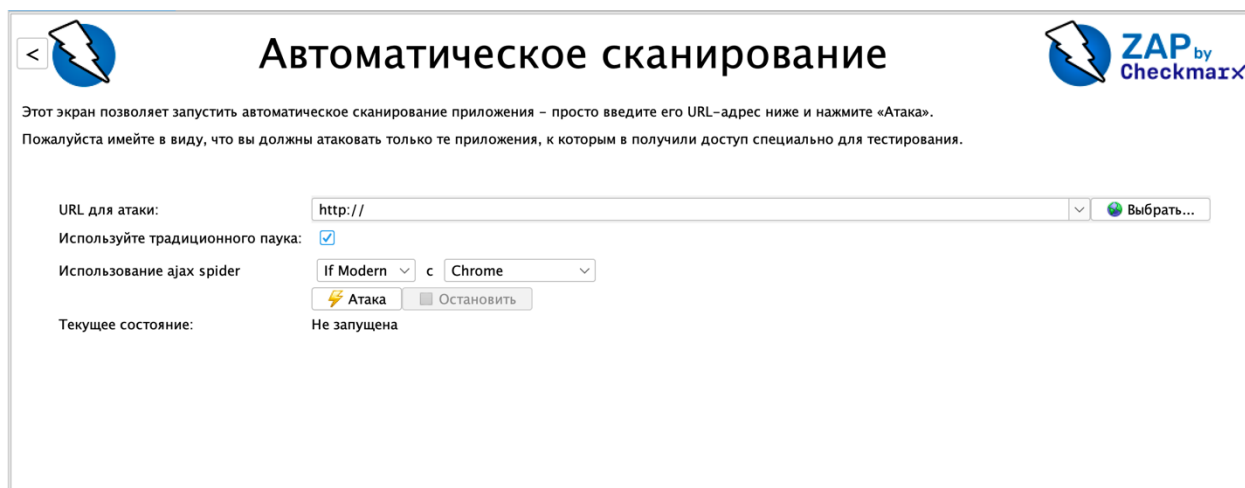 <
Автоматическое сканирование
ZAP by
Checkmarx
Этот экран позволяет запустить автоматическое сканирование приложения – просто введите его URL-адрес ниже и нажмите «Атака».
Пожалуйста имейте в виду, что вы должны атаковать только те приложения, к которым в получили доступ специально для тестирования.
URL для атаки: http:// Выбрать...
Используйте традиционного паука:
Использование ajax spider If Modern с Chrome
Атака Остановить
Текущее состояние: Не запущена